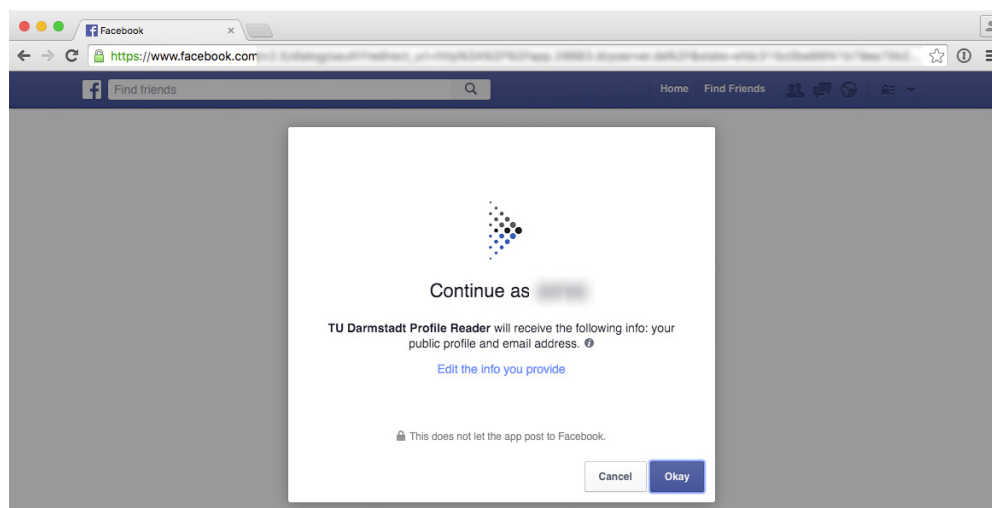 Facebook
https://www.facebook.com
Find friends
Home Find Friends
Continue as
TU Darmstadt Profile Reader will receive the following info: your
public profile and email address.
Edit the info you provide
This does not let the app post to Facebook.
Cancel Okay